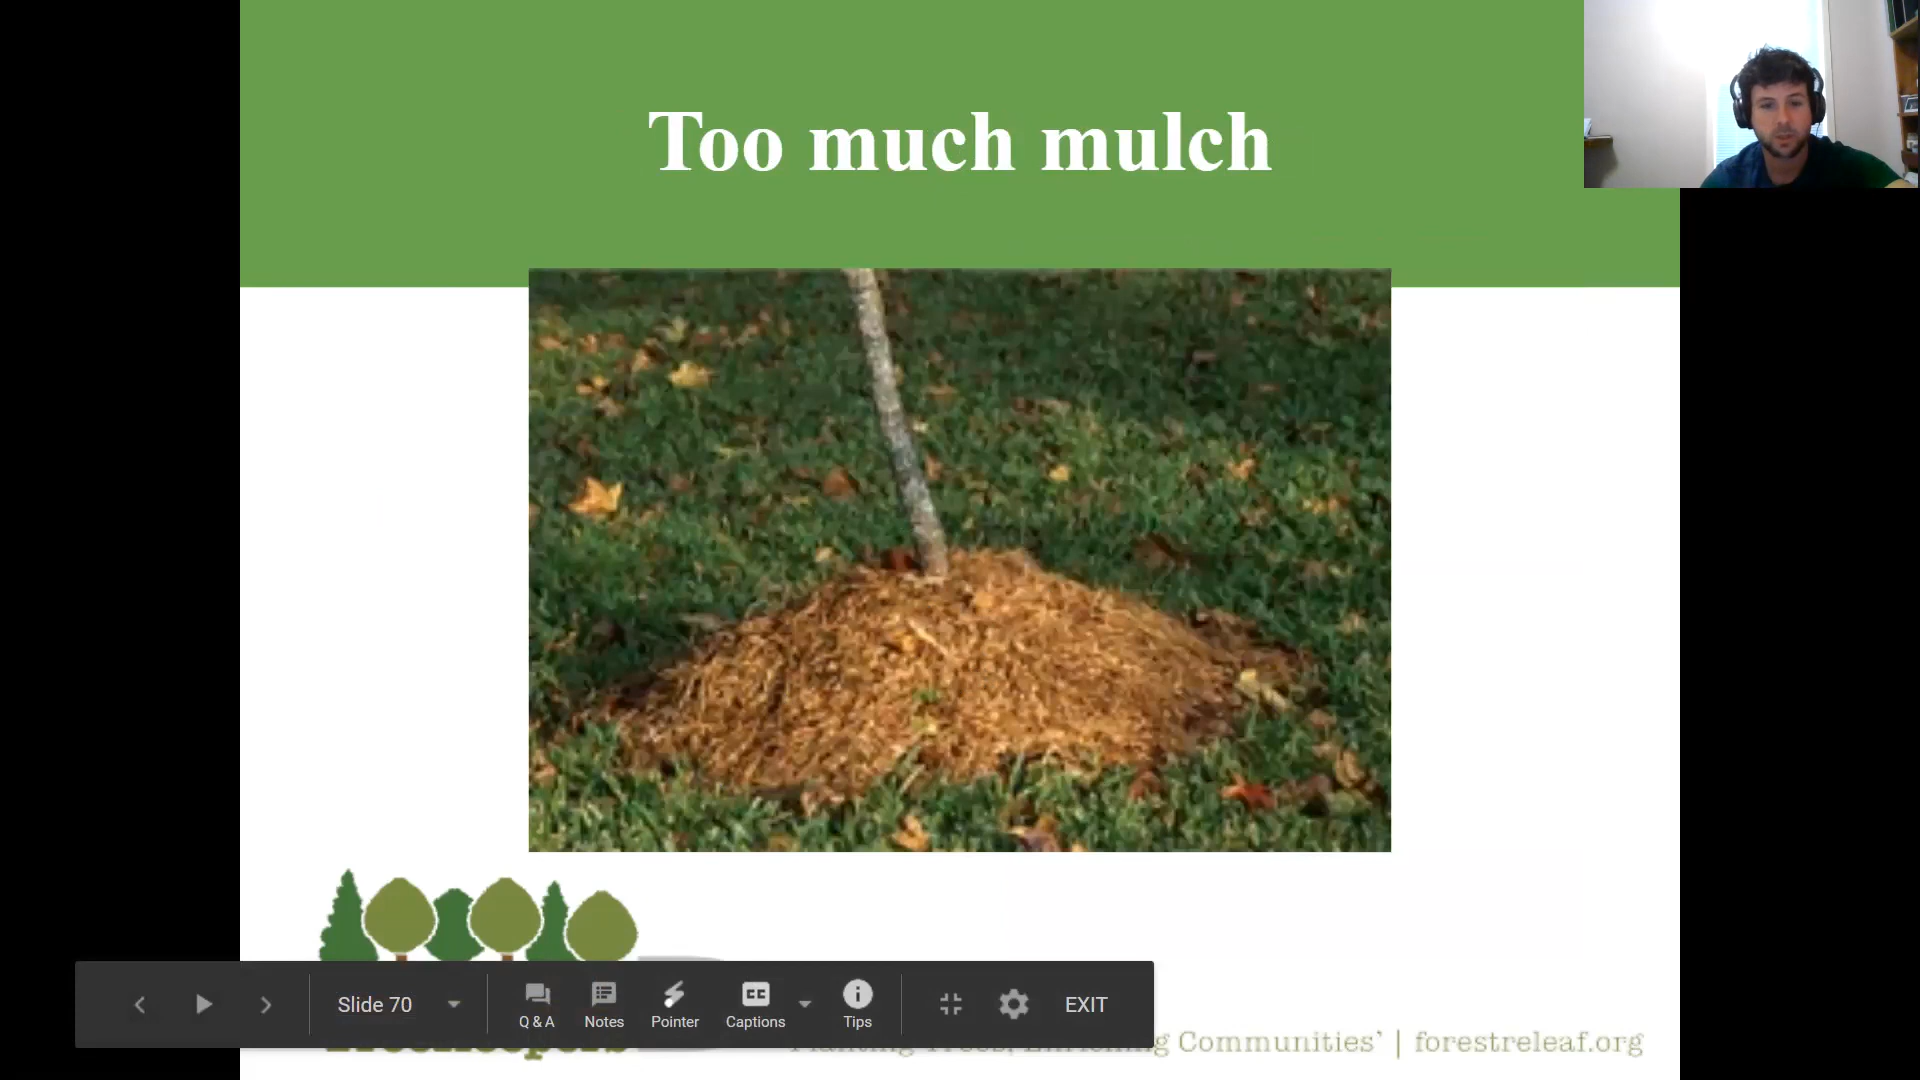 Too much mulch
Slide 70
Q & A
Notes
Pointer
Captions
Tips
EXIT
Communities’ | forestreleaf.org